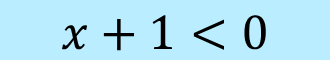 x + 1 < 0